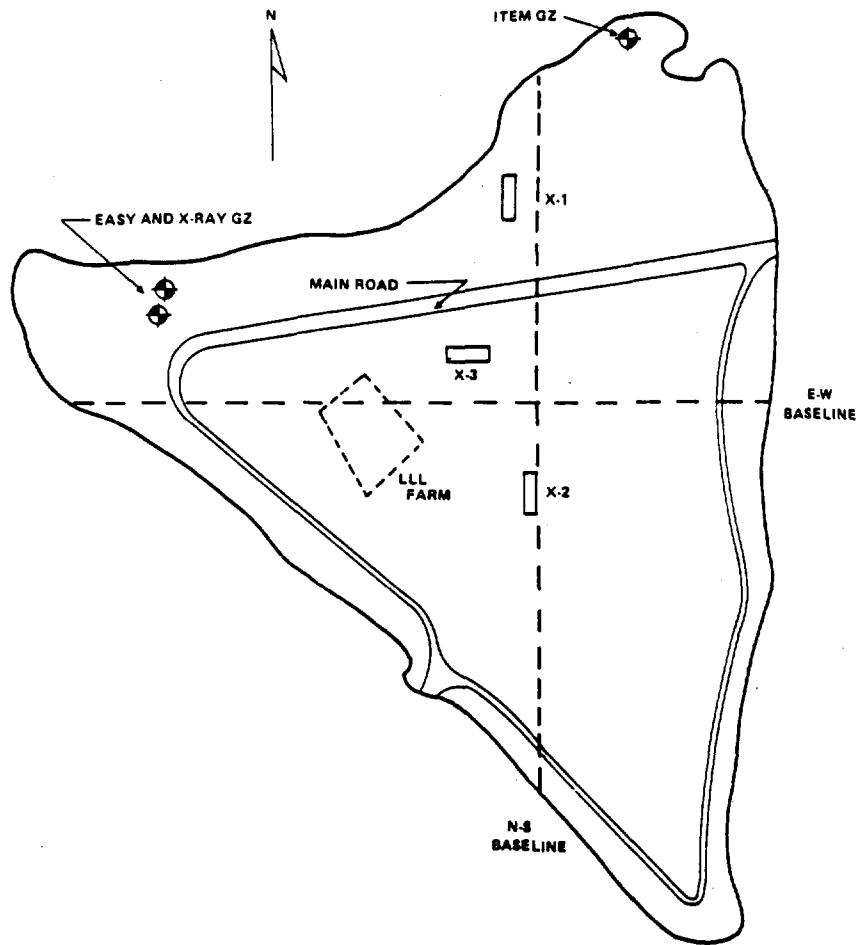 N
ITEM GZ
X-1
EASY AND X-RAY GZ
MAIN ROAD
X-3
E-W
BASELINE
LLL
FARM
X-2
N-S
BASELINE